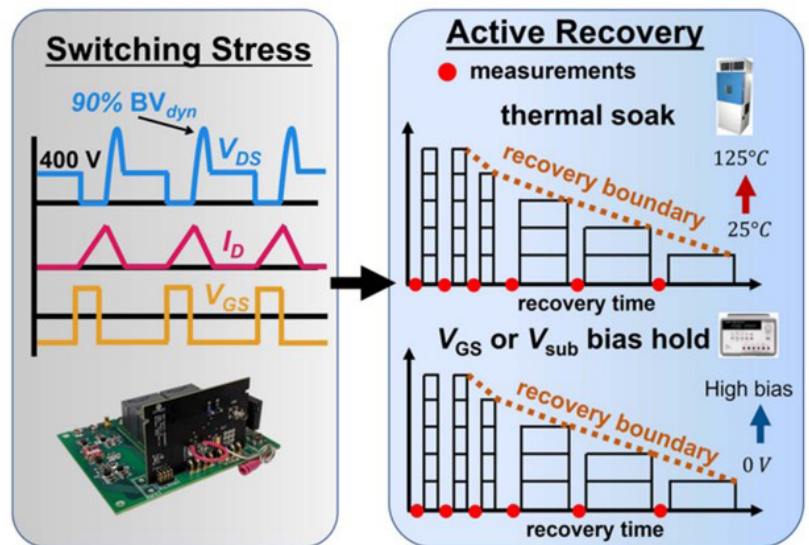 Switching Stress
90% BV_dyn
400 V
V_DS
I_D
V_GS
Active Recovery
measurements
thermal soak
recovery boundary
125°C
25°C
recovery time
V_GS or V_sub bias hold
recovery boundary
High bias
0 V
recovery time